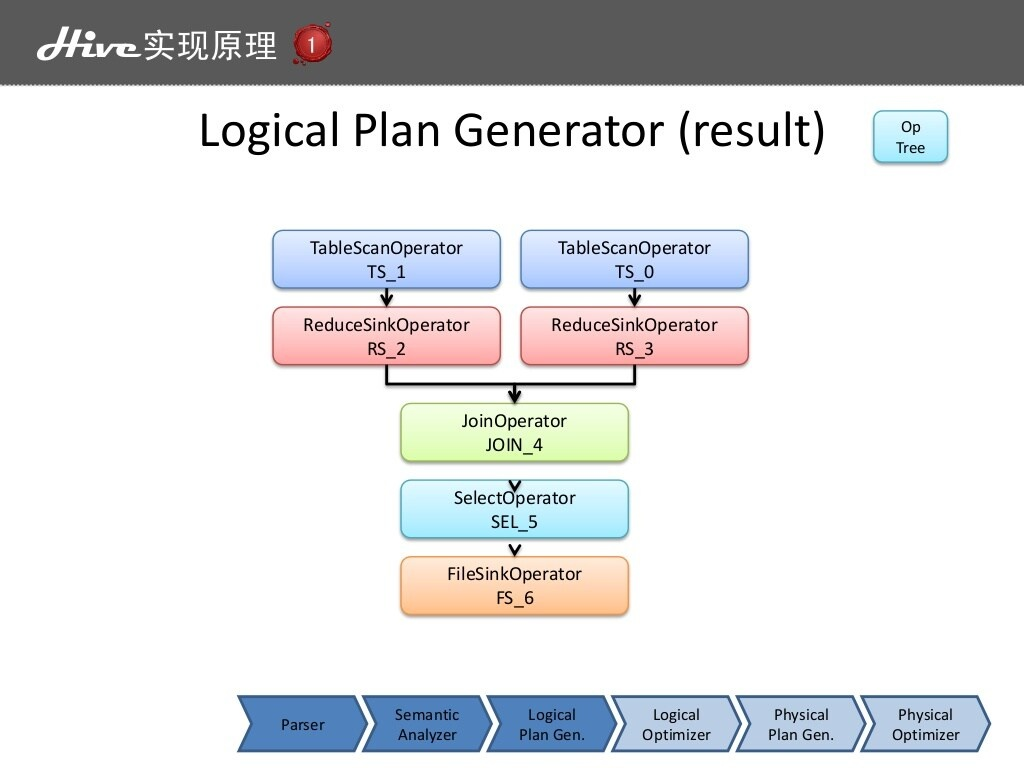 Hive实现原理 1
Logical Plan Generator (result)
Op
Tree
TableScanOperator
TS_1
TableScanOperator
TS_0
ReduceSinkOperator
RS_2
ReduceSinkOperator
RS_3
JoinOperator
JOIN_4
SelectOperator
SEL_5
FileSinkOperator
FS_6
Parser
Semantic
Analyzer
Logical
Plan Gen.
Logical
Optimizer
Physical
Plan Gen.
Physical
Optimizer